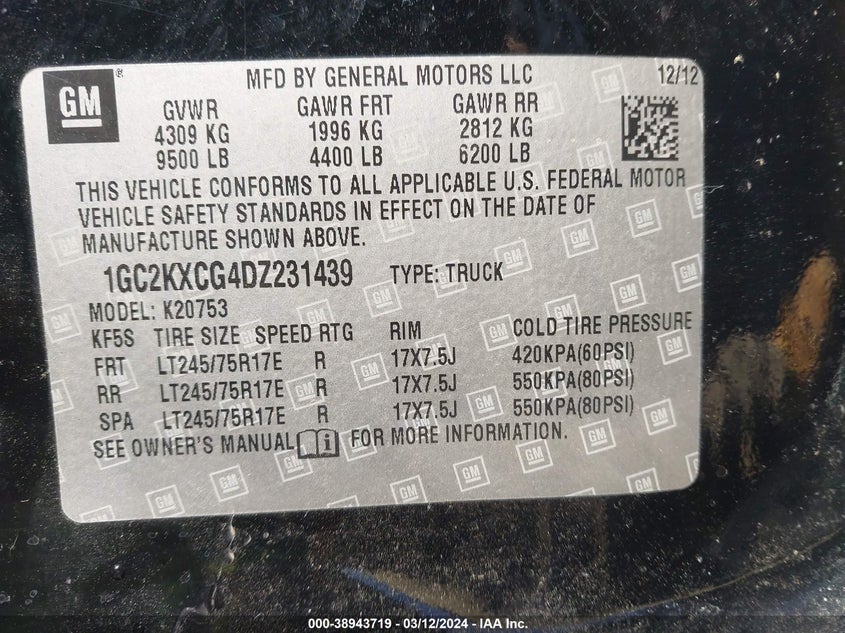 GM ® MFD BY GENERAL MOTORS LLC 12/12
GVWR GAWR FRT GAWR RR
4309 KG 1996 KG 2812 KG
9500 LB 4400 LB 6200 LB
THIS VEHICLE CONFORMS TO ALL APPLICABLE U.S. FEDERAL MOTOR
VEHICLE SAFETY STANDARDS IN EFFECT ON THE DATE OF
MANUFACTURE SHOWN ABOVE.
1GC2KXCG4DZ231439 TYPE: TRUCK
MODEL: K20753
KF5S TIRE SIZE SPEED RTG RIM COLD TIRE PRESSURE
FRT LT245/75R17E R 17X7.5J 420KPA(60PSI)
RR LT245/75R17E R 17X7.5J 550KPA(80PSI)
SPA LT245/75R17E R 17X7.5J 550KPA(80PSI)
SEE OWNER'S MANUAL i FOR MORE INFORMATION.
000-38943719 - 03/12/2024 - IAA Inc.